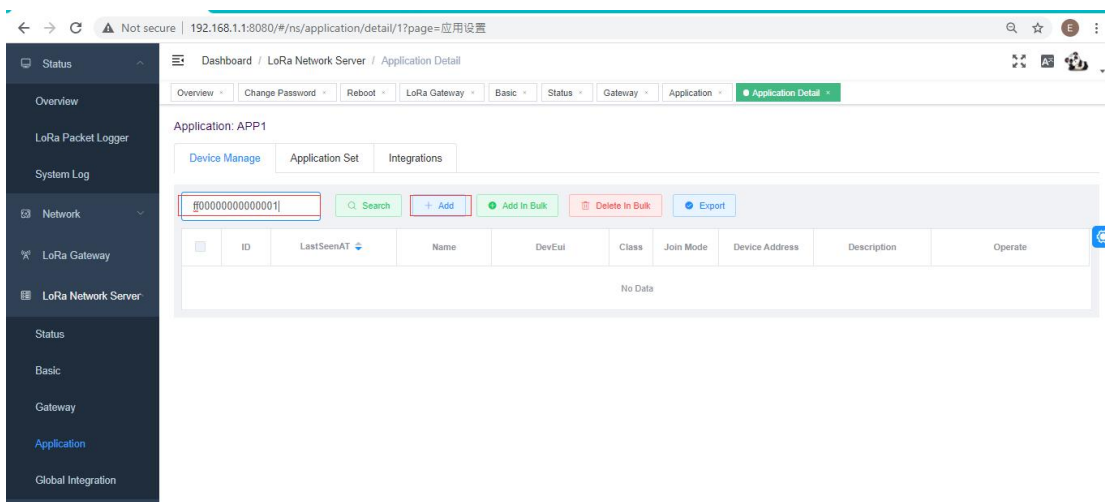 Not secure | 192.168.1.1:8080/#/ns/application/detail/1?page=应用设置
E
Status
Dashboard / LoRa Network Server / Application Detail
Overview × Change Password × Reboot × LoRa Gateway × Basic × Status × Gateway × Application × Application Detail ×
Overview
LoRa Packet Logger
System Log
Network
LoRa Gateway
LoRa Network Server
Status
Basic
Gateway
Application
Global Integration
Application: APP1
Device Manage Application Set Integrations
ff00000000000001 Search + Add Add In Bulk Delete In Bulk Export
ID LastSeenAT Name DevEui Class Join Mode Device Address Description Operate
No Data